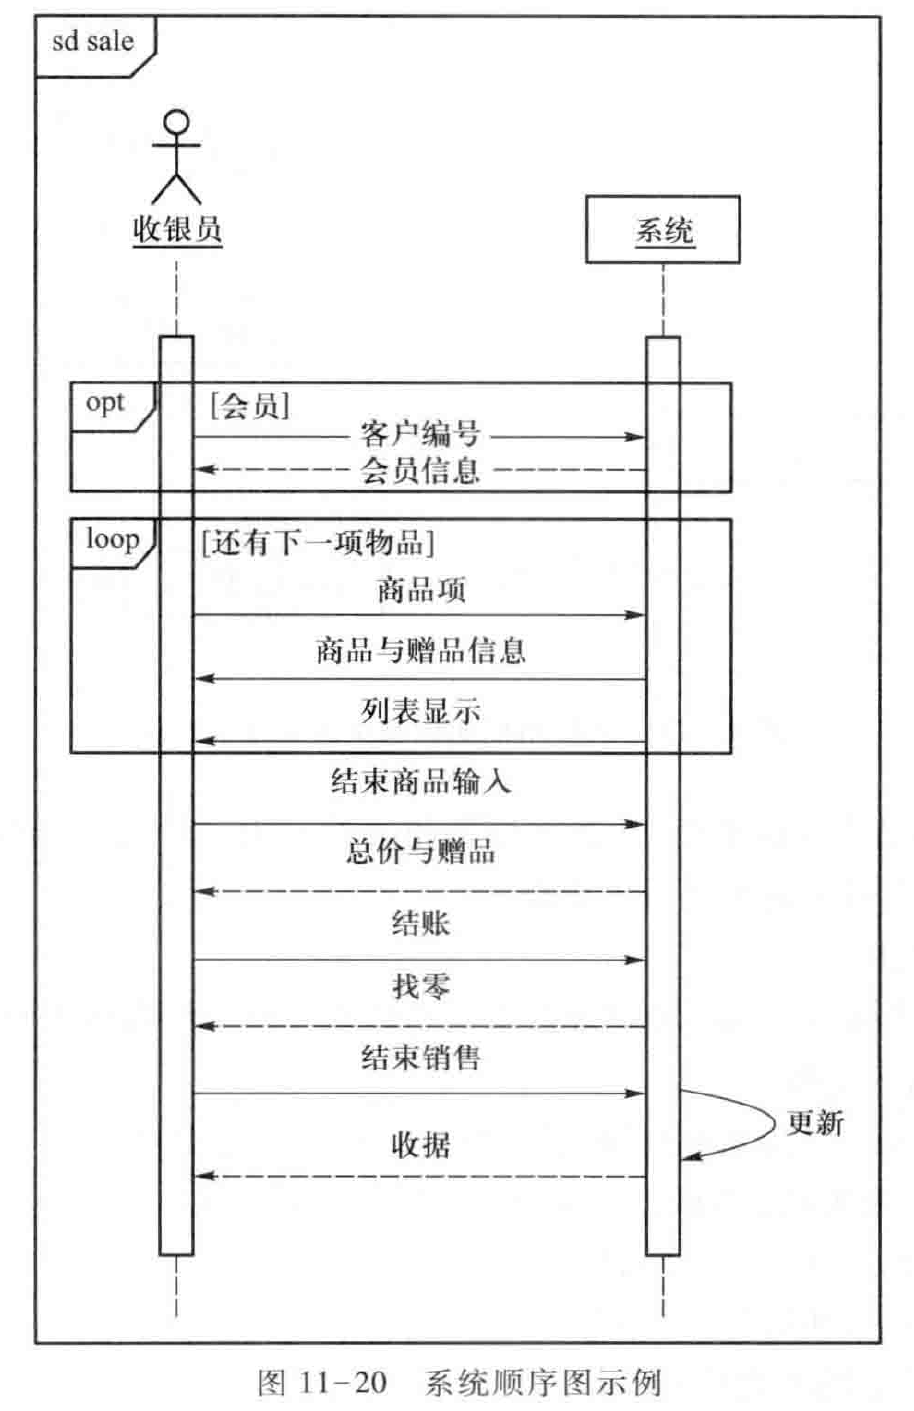 sd sale
收银员
系统
opt
[会员]
客户编号
会员信息
loop
[还有下一项物品]
商品项
商品与赠品信息
列表显示
结束商品输入
总价与赠品
结账
找零
结束销售
更新
收据
图 11-20 系统顺序图示例